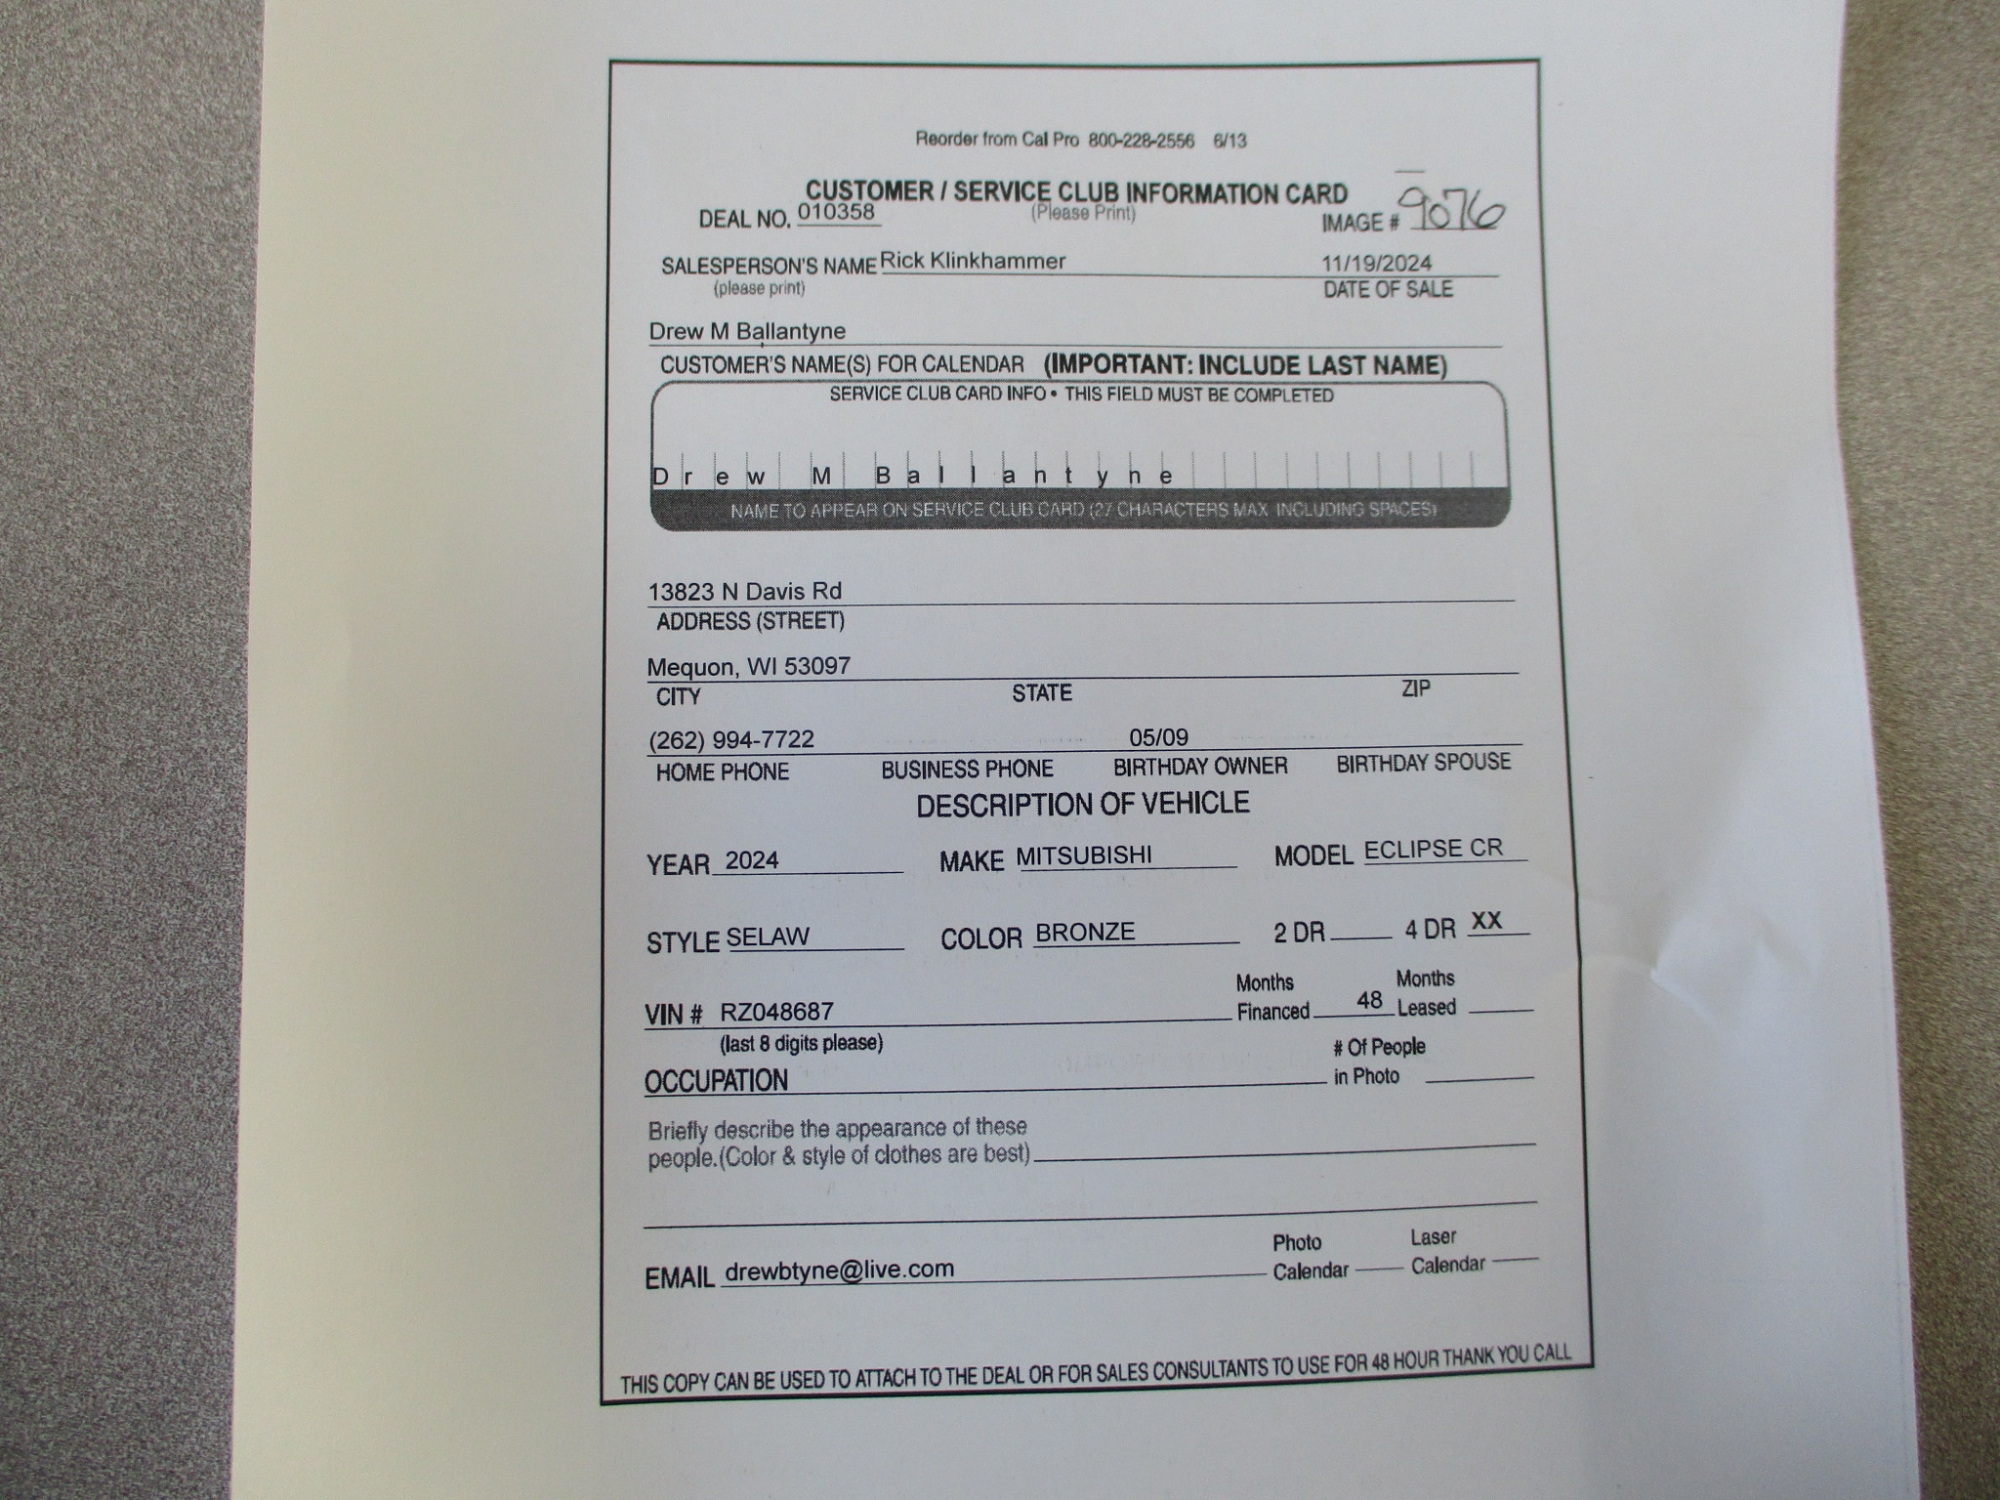 Reorder from Cal Pro 800-228-2556 6/13
CUSTOMER / SERVICE CLUB INFORMATION CARD
DEAL NO. 010358 (Please Print) IMAGE # 9076
SALESPERSON'S NAME Rick Klinkhammer 11/19/2024
(please print) DATE OF SALE
Drew M Ballantyne
CUSTOMER'S NAME(S) FOR CALENDAR (IMPORTANT: INCLUDE LAST NAME)
SERVICE CLUB CARD INFO • THIS FIELD MUST BE COMPLETED
D r e w M B a l l a n t y n e
NAME TO APPEAR ON SERVICE CLUB CARD (27 CHARACTERS MAX INCLUDING SPACES)
13823 N Davis Rd
ADDRESS (STREET)
Mequon, WI 53097
CITY STATE ZIP
(262) 994-7722 05/09
HOME PHONE BUSINESS PHONE BIRTHDAY OWNER BIRTHDAY SPOUSE
DESCRIPTION OF VEHICLE
YEAR 2024 MAKE MITSUBISHI MODEL ECLIPSE CR
STYLE SELAW COLOR BRONZE 2 DR 4 DR XX
Months Months
VIN # RZ048687 Financed 48 Leased
(last 8 digits please) # Of People
OCCUPATION in Photo
Briefly describe the appearance of these
people.(Color & style of clothes are best)
Photo Laser
EMAIL drewbtyne@live.com Calendar Calendar
THIS COPY CAN BE USED TO ATTACH TO THE DEAL OR FOR SALES CONSULTANTS TO USE FOR 48 HOUR THANK YOU CALL